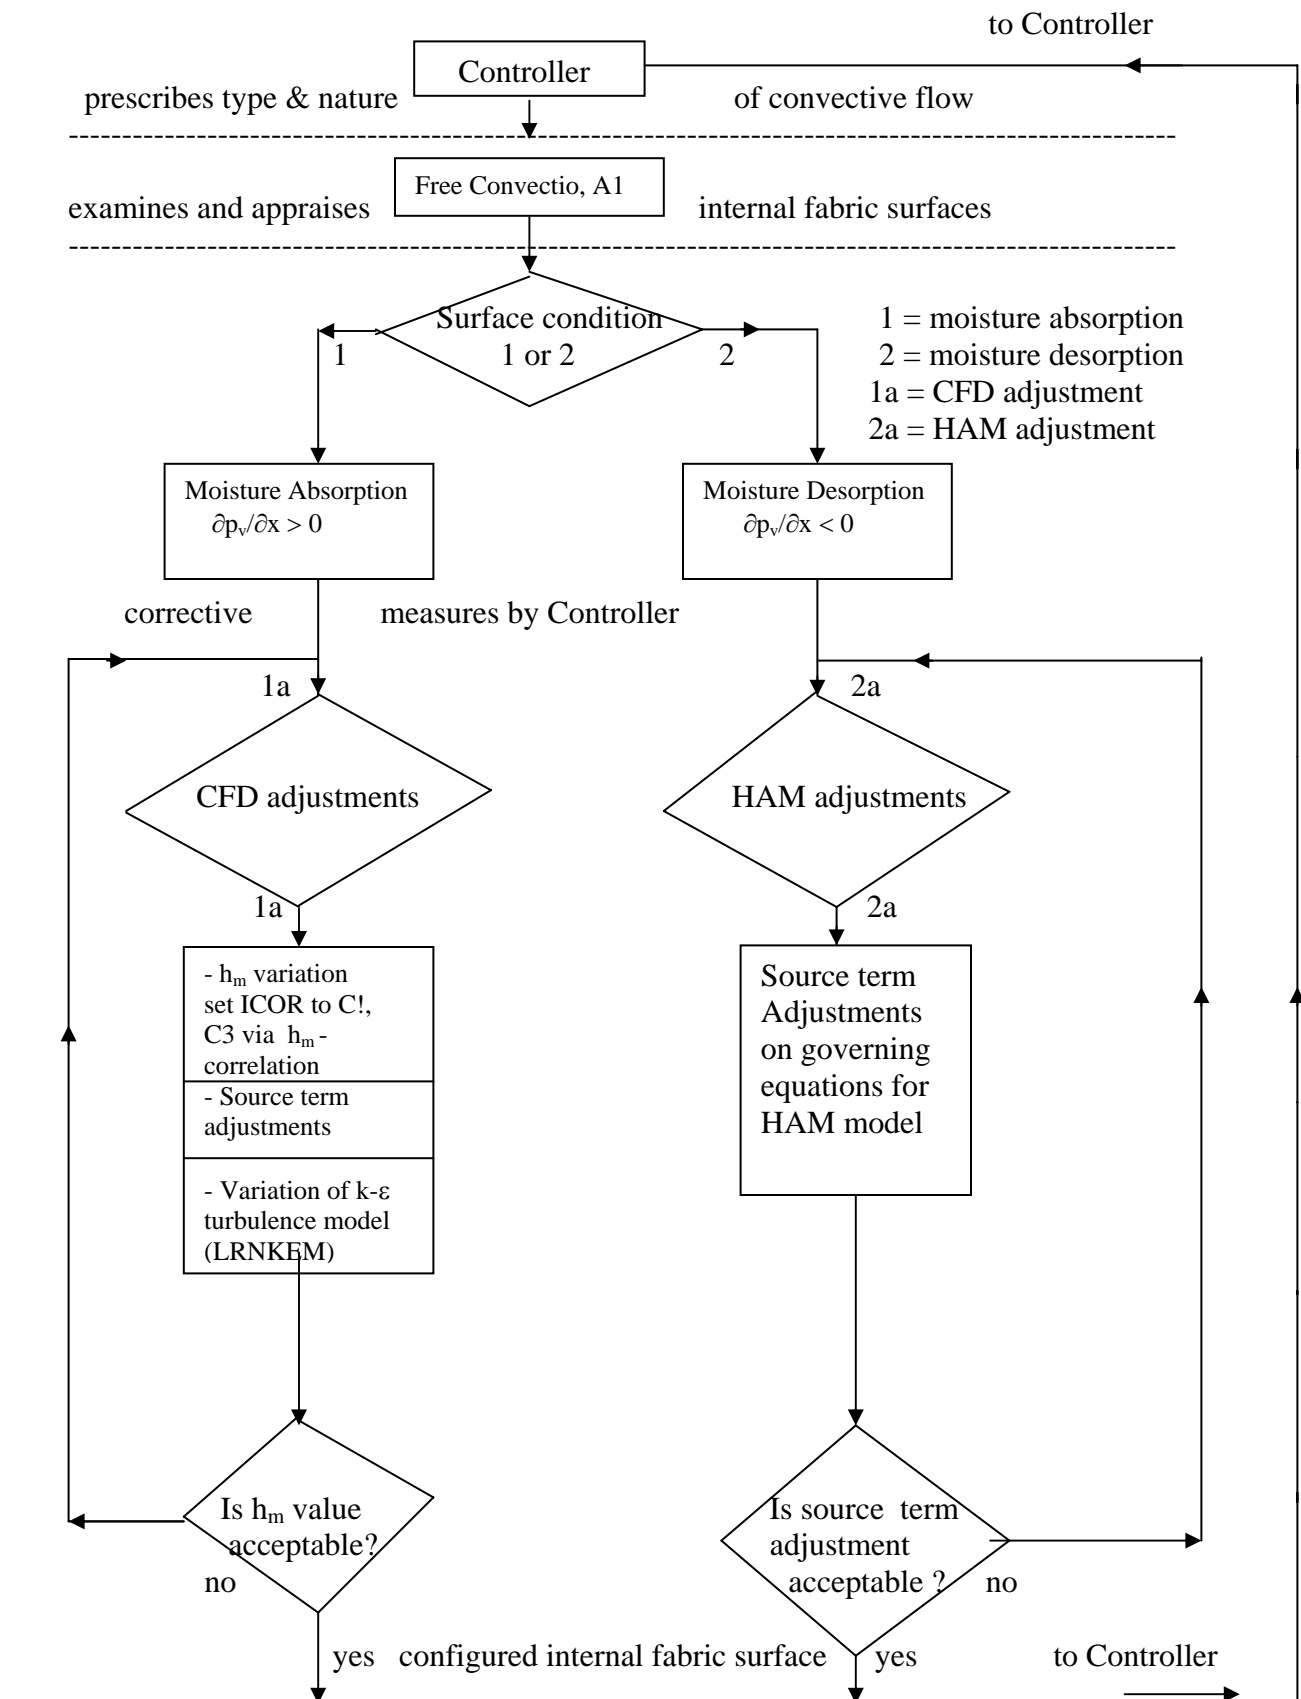 to Controller
Controller
prescribes type & nature
of convective flow
Free Convectio, A1
examines and appraises
internal fabric surfaces
Surface condition
1 or 2
1
2
1 = moisture absorption
2 = moisture desorption
1a = CFD adjustment
2a = HAM adjustment
Moisture Absorption
∂pᵥ/∂x > 0
Moisture Desorption
∂pᵥ/∂x < 0
corrective
measures by Controller
1a
2a
CFD adjustments
HAM adjustments
1a
2a
- hₘ variation
set ICOR to C!,
C3 via hₘ -
correlation
- Source term
adjustments
- Variation of k-ε
turbulence model
(LRNKEM)
Source term
Adjustments
on governing
equations for
HAM model
Is hₘ value
acceptable?
no
Is source term
adjustment
acceptable ?
no
yes
configured internal fabric surface
yes
to Controller